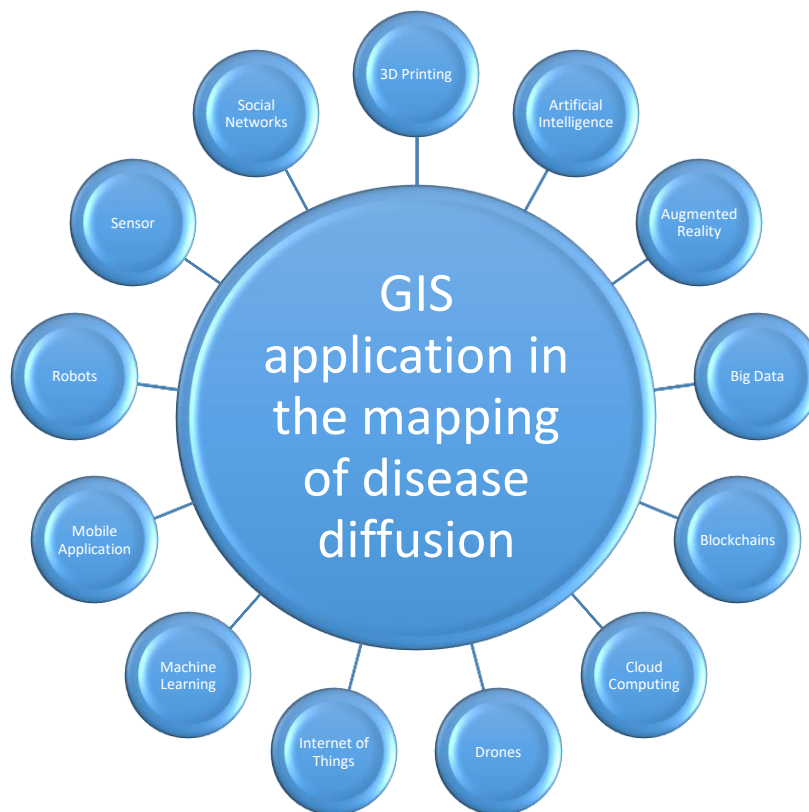 3D Printing
Artificial
Intelligence
Augmented
Reality
Big Data
Blockchains
Cloud
Computing
Drones
Internet of
Things
Machine
Learning
Mobile
Application
Robots
Sensor
Social
Networks
GIS
application in
the mapping
of disease
diffusion